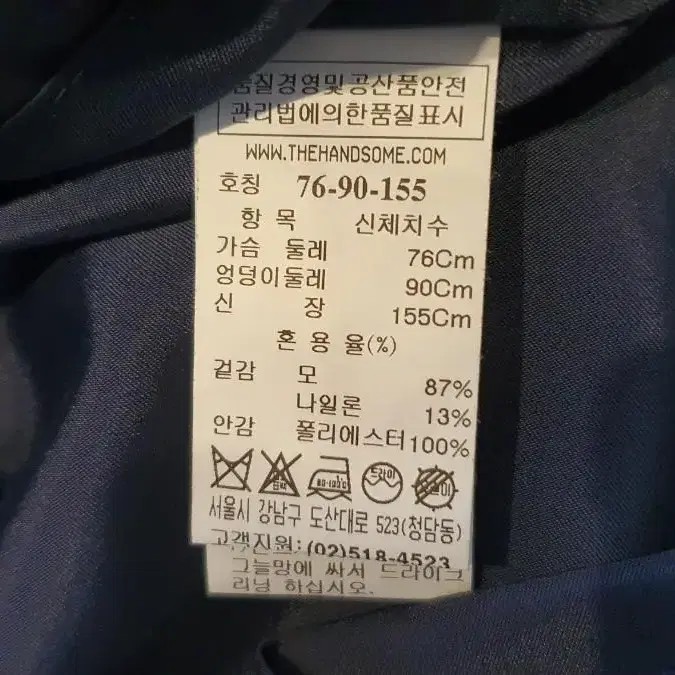 품질경영및공산품안전
관리법에의한품질표시
WWW.THEHANDSOME.COM
호칭 76-90-155
항 목 신체치수
가슴 둘레 76Cm
엉덩이둘레 90Cm
신 장 155Cm
혼 용 율(%)
겉감 모 87%
나일론 13%
안감 폴리에스터 100%
드라이
서울시 강남구 도산대로 523(청담동)
고객지원:(02)518-4523
그늘망에 싸서 드라이크
리닝 하십시오.